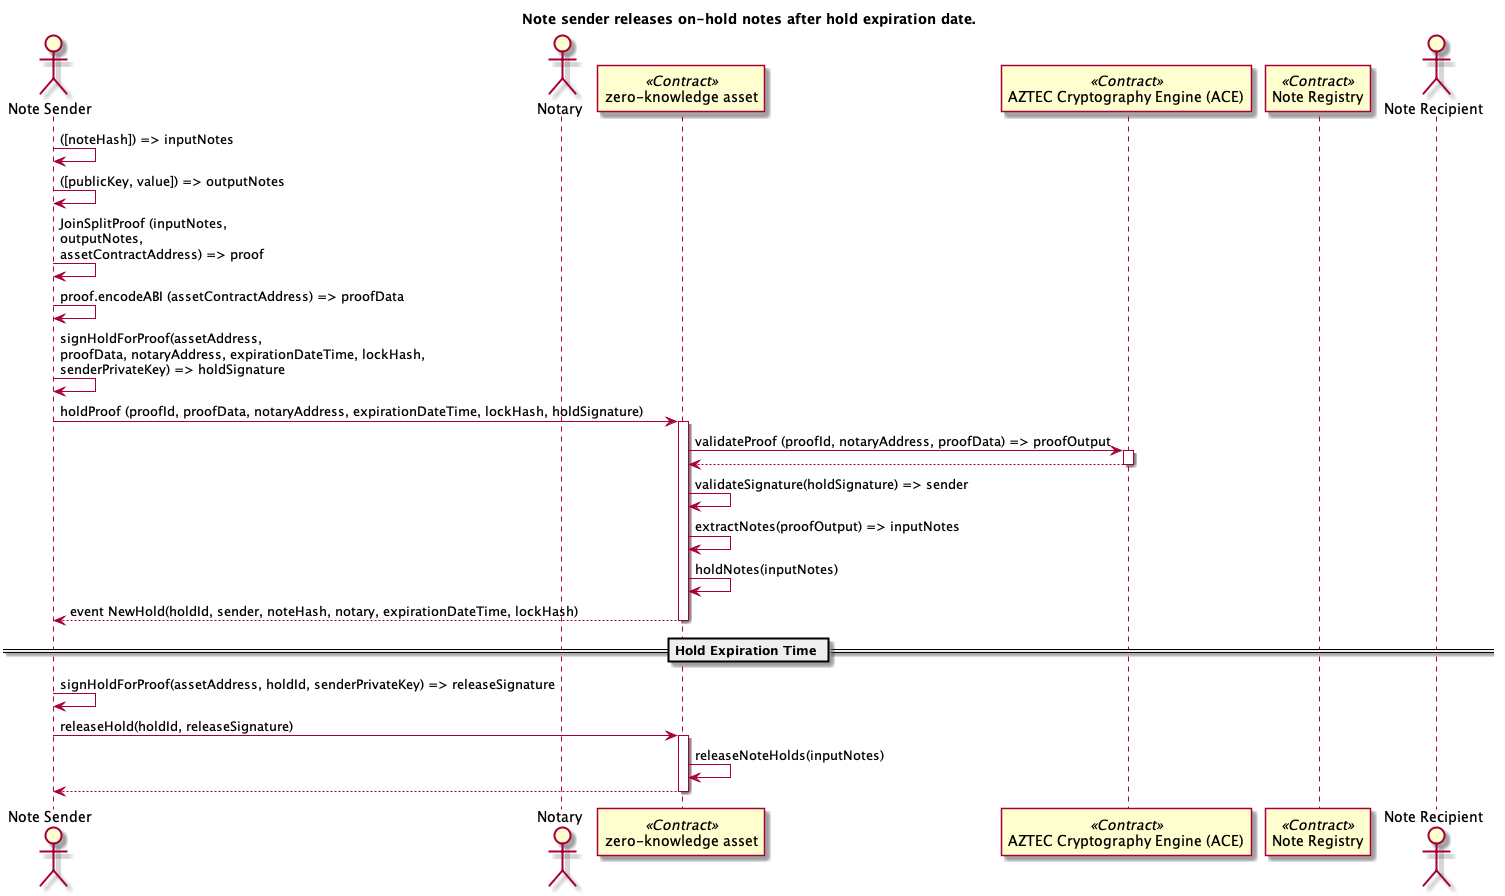 Note sender releases on-hold notes after hold expiration date.
Note Sender
Notary
«Contract»
zero-knowledge asset
«Contract»
AZTEC Cryptography Engine (ACE)
«Contract»
Note Registry
Note Recipient
([noteHash]) => inputNotes
([publicKey, value]) => outputNotes
JoinSplitProof (inputNotes,
outputNotes,
assetContractAddress) => proof
proof.encodeABI (assetContractAddress) => proofData
signHoldForProof(assetAddress,
proofData, notaryAddress, expirationDateTime, lockHash,
senderPrivateKey) => holdSignature
holdProof (proofId, proofData, notaryAddress, expirationDateTime, lockHash, holdSignature)
validateProof (proofId, notaryAddress, proofData) => proofOutput
validateSignature(holdSignature) => sender
extractNotes(proofOutput) => inputNotes
holdNotes(inputNotes)
event NewHold(holdId, sender, noteHash, notary, expirationDateTime, lockHash)
Hold Expiration Time
signHoldForProof(assetAddress, holdId, senderPrivateKey) => releaseSignature
releaseHold(holdId, releaseSignature)
releaseNoteHolds(inputNotes)
Note Sender
Notary
«Contract»
zero-knowledge asset
«Contract»
AZTEC Cryptography Engine (ACE)
«Contract»
Note Registry
Note Recipient